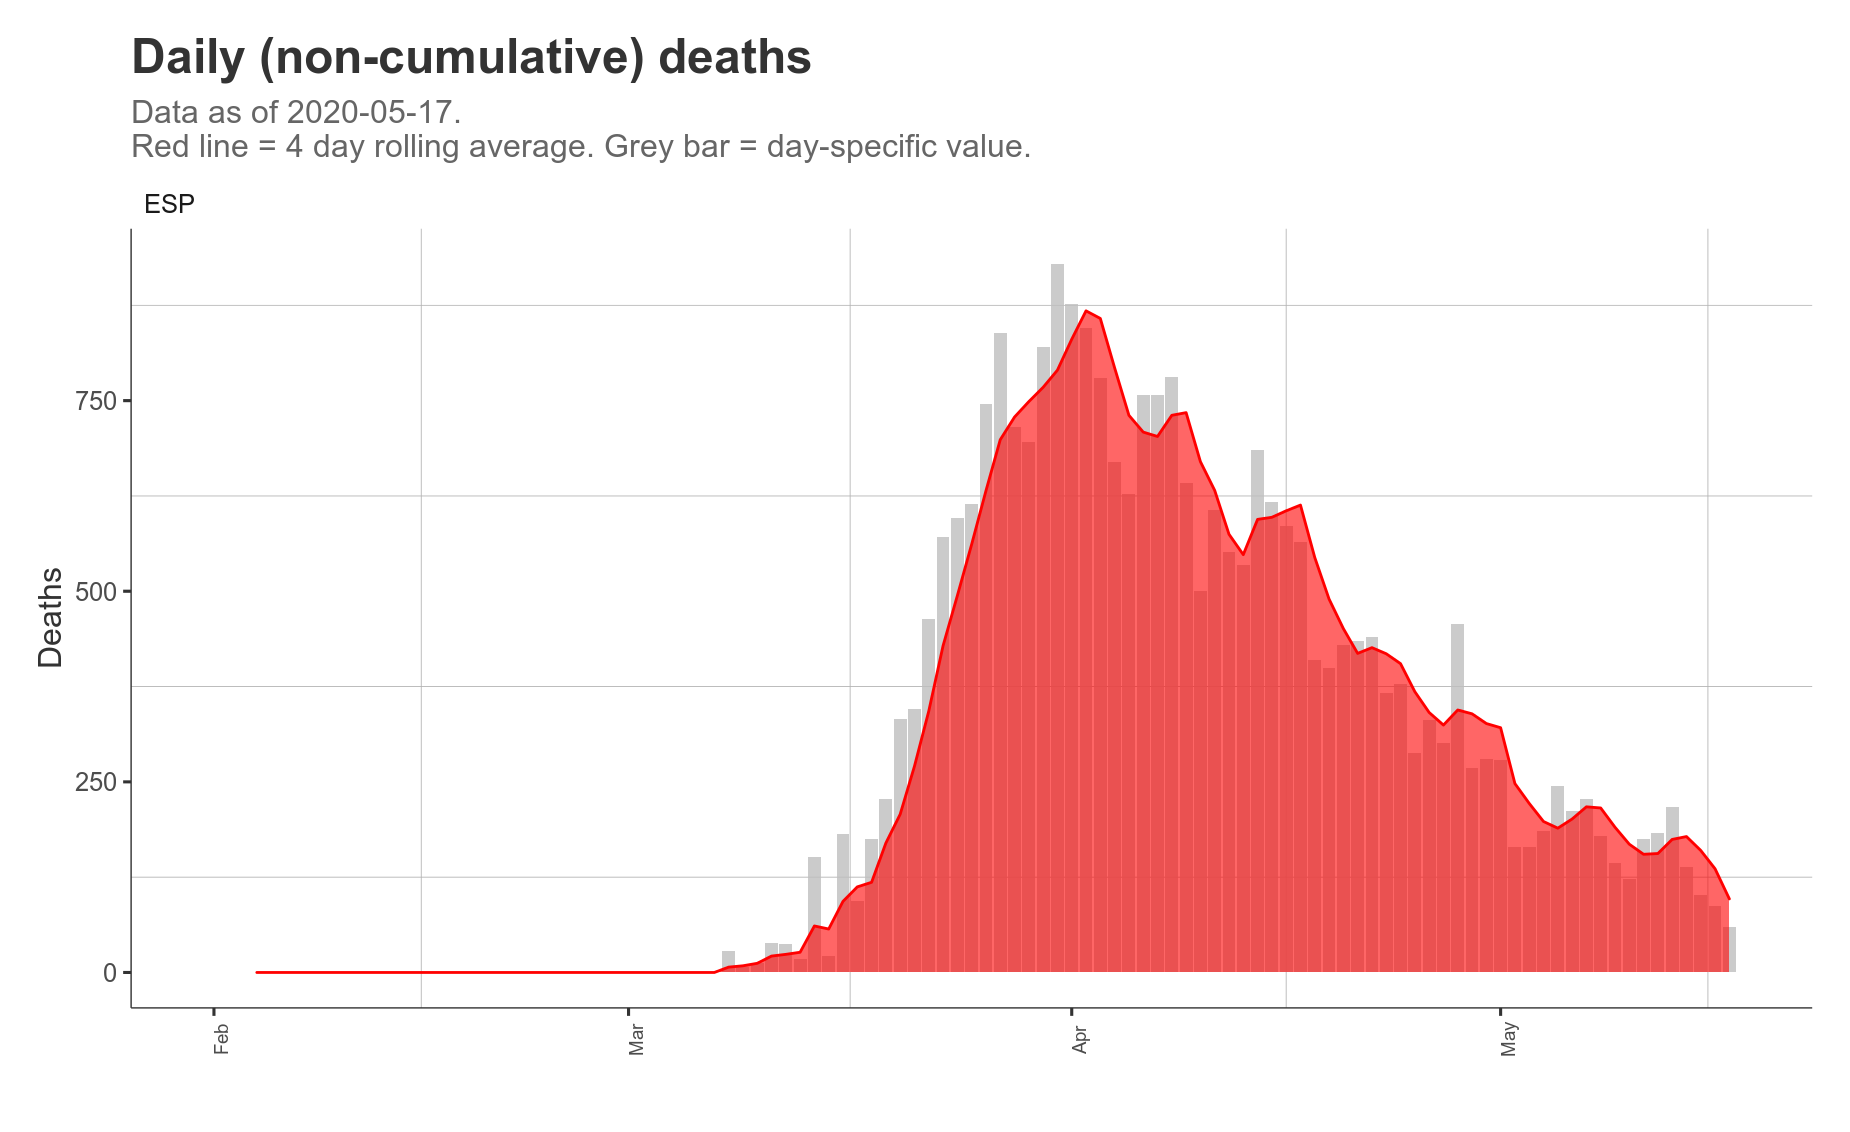 Daily (non-cumulative) deaths
Data as of 2020-05-17.
Red line = 4 day rolling average. Grey bar = day-specific value.
ESP
Deaths
750
500
250
0
Feb
Mar
Apr
May